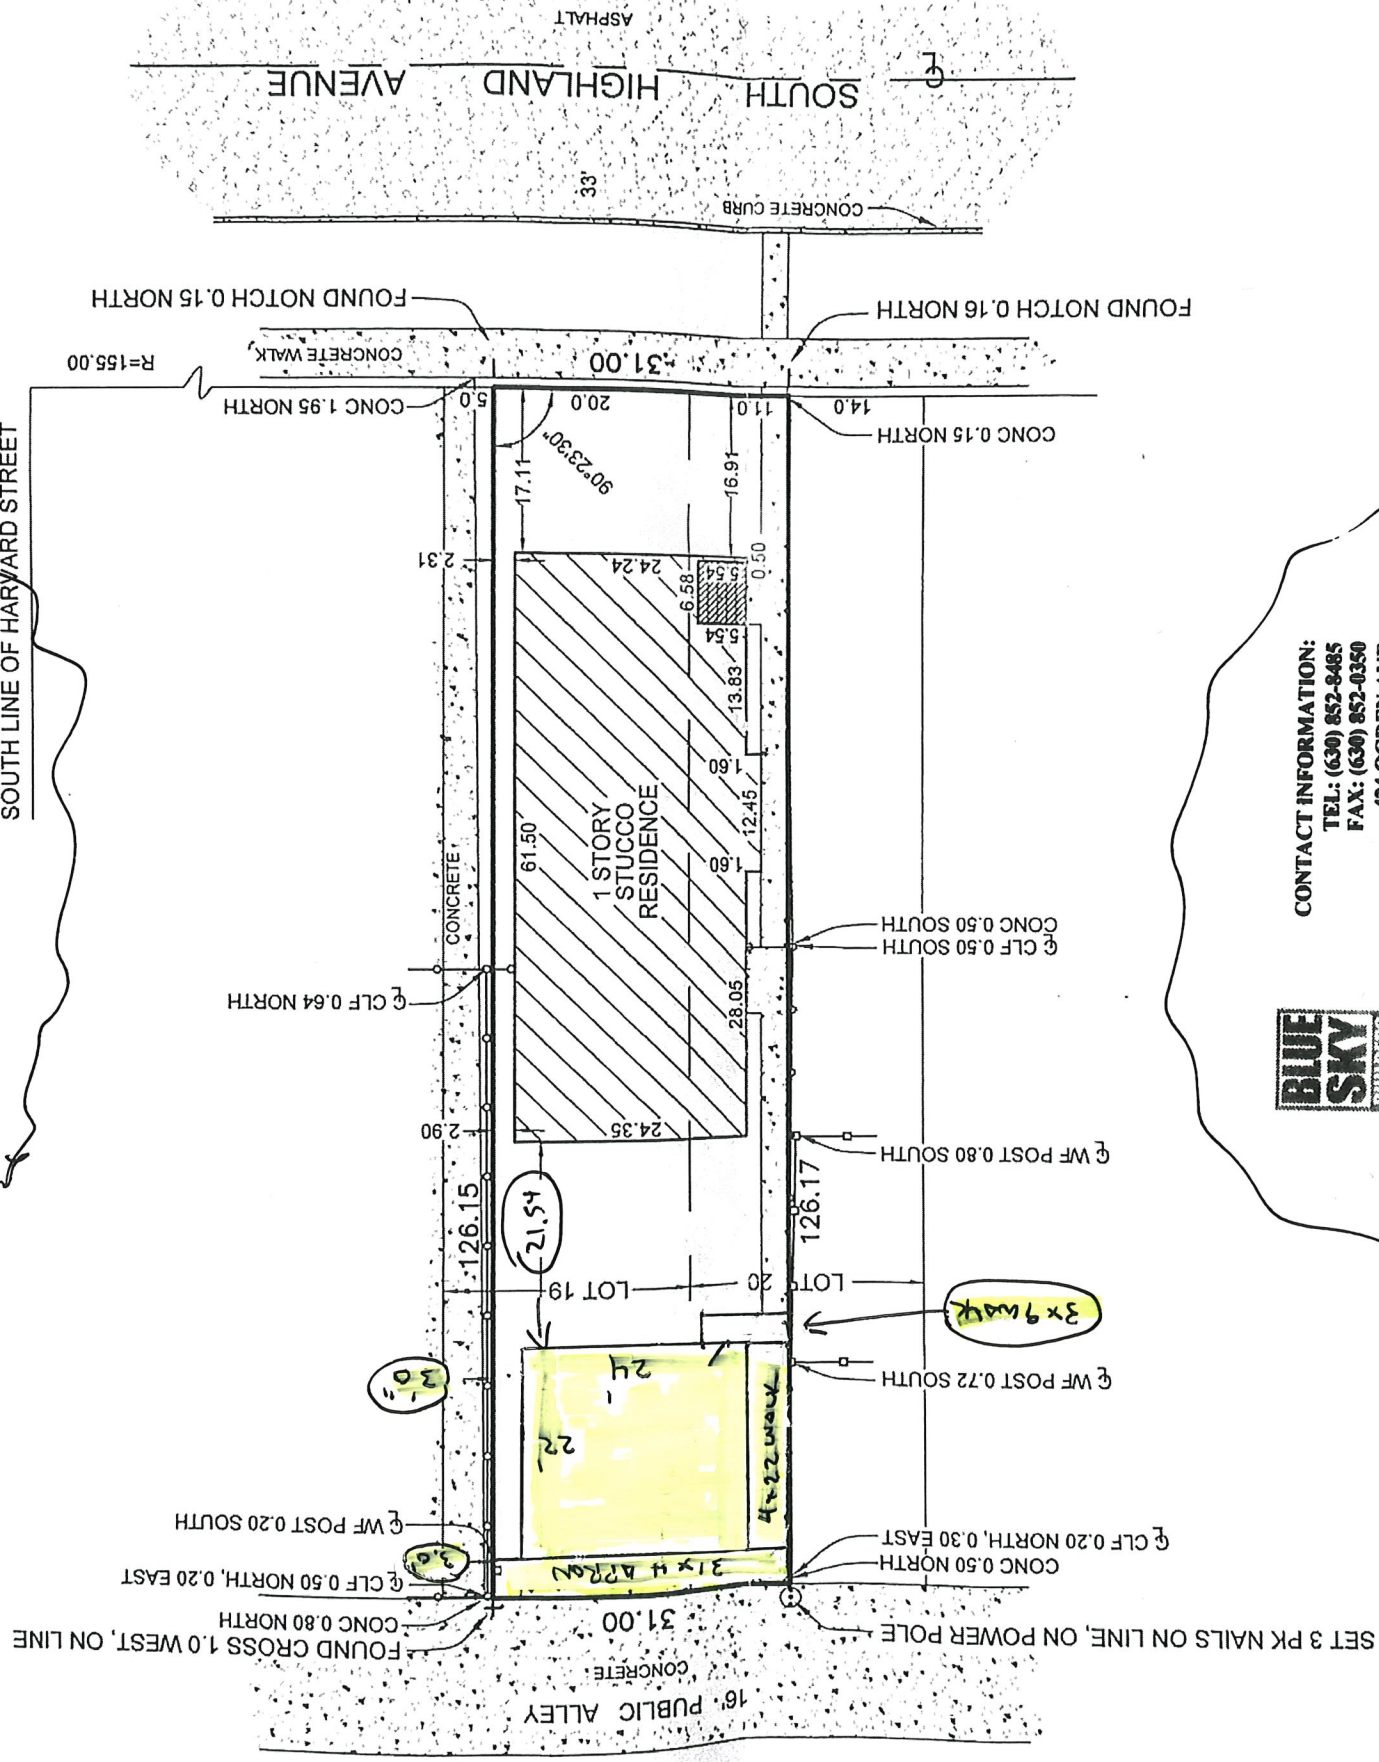 16' PUBLIC ALLEY
CONCRETE
SET 3 PK NAILS ON LINE, ON POWER POLE
31.00
FOUND CROSS 1.0 WEST, ON LINE
CONC 0.80 NORTH
CONC 0.50 NORTH
℄ CLF 0.20 NORTH, 0.30 EAST
℄ CLF 0.50 NORTH, 0.20 EAST
31 x 4 APRON
3.0'
℄ WF POST 0.20 SOUTH
4 x 22 WALK
22'
24'
3'0"
℄ WF POST 0.72 SOUTH
3 x 9 WALK
LOT 20
LOT 19
126.17
21.54
126.15
℄ WF POST 0.80 SOUTH
24.35
2.90
28.05
℄ CLF 0.64 NORTH
℄ CLF 0.50 SOUTH
CONC 0.50 SOUTH
CONCRETE
1 STORY
STUCCO
RESIDENCE
61.50
1.60
12.45
1.60
13.83
5.54
6.58
5.54
0.50
24.24
2.31
16.91
17.11
90°23'30"
CONC 0.15 NORTH
14.0
11.0
20.0
5.0
CONC 1.95 NORTH
31.00
CONCRETE WALK
R=155.00
FOUND NOTCH 0.16 NORTH
FOUND NOTCH 0.15 NORTH
CONCRETE CURB
33'
℄
SOUTH HIGHLAND AVENUE
ASPHALT
SOUTH LINE OF HARVARD STREET
CONTACT INFORMATION:
TEL: (630) 852-8485
FAX: (630) 852-0350
BLUE
SKY